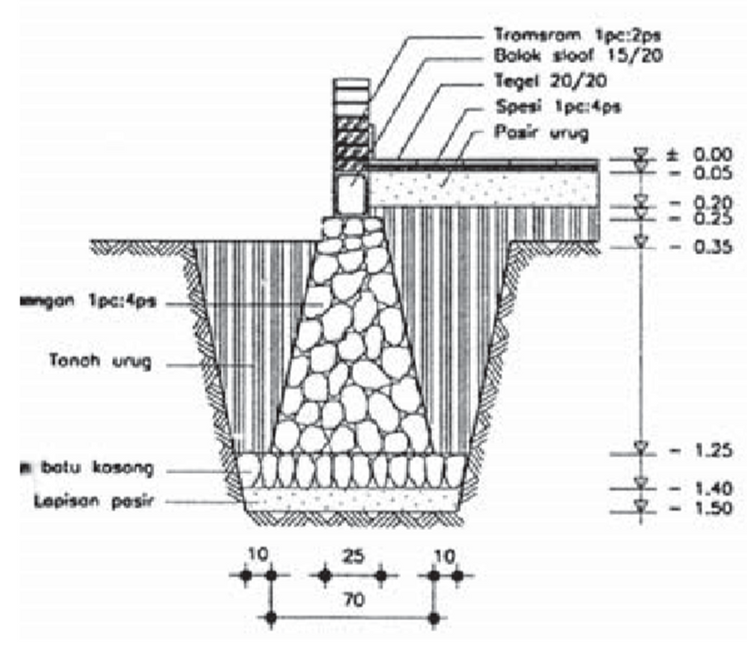 Tramsram 1pc:2ps
Balok sloof 15/20
Tegel 20/20
Spesi 1pc:4ps
Pasir urug
± 0.00
- 0.05
- 0.20
- 0.25
- 0.35
angan 1pc:4ps
Tanah urug
- 1.25
batu kosong
- 1.40
Lapisan pasir
- 1.50
10 25 10
70